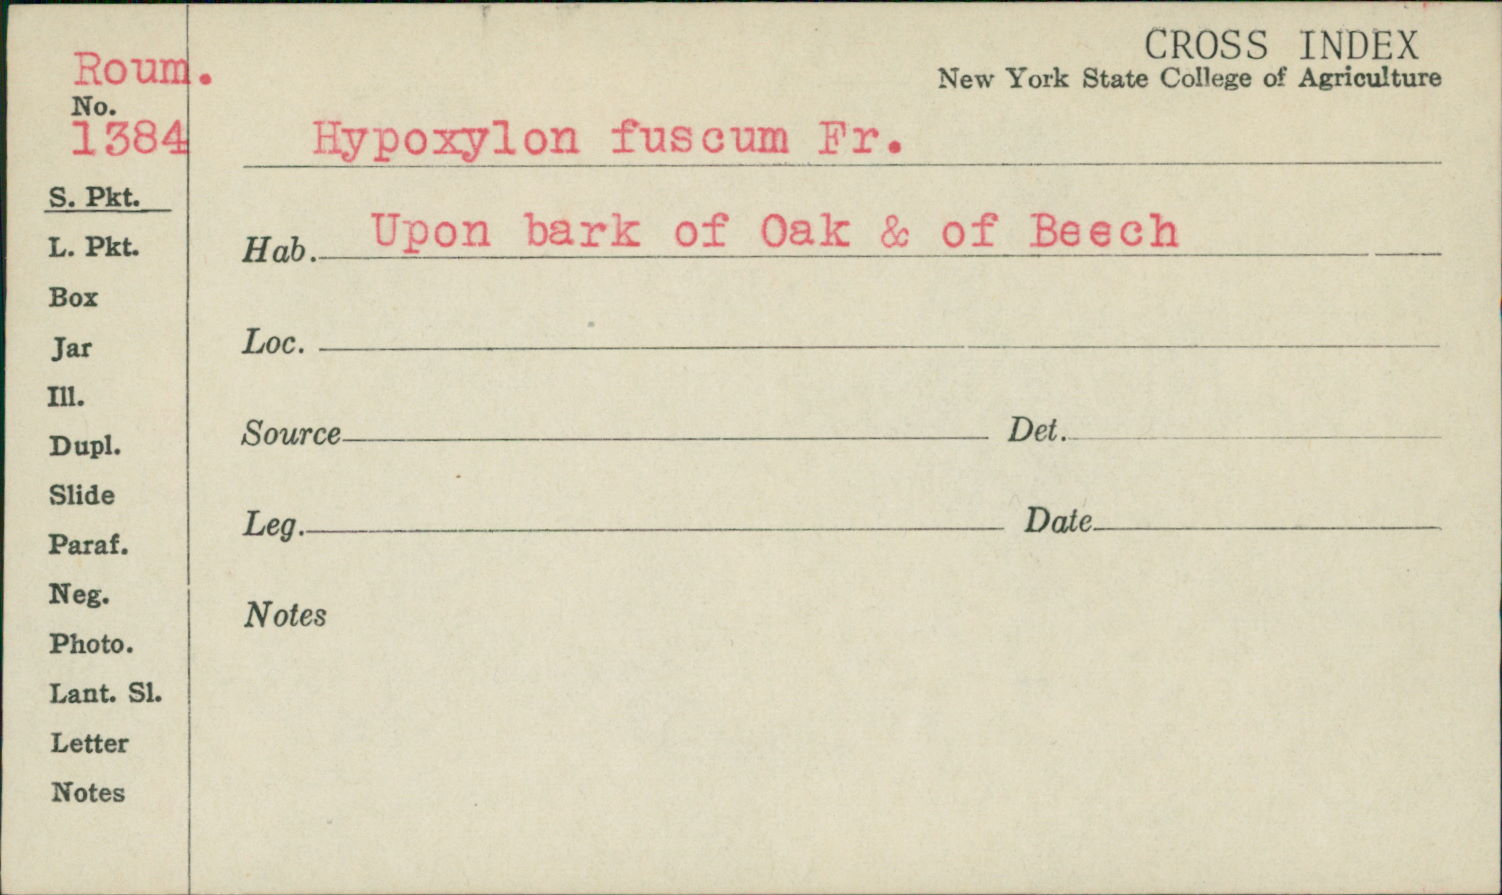 CROSS INDEX
New York State College of Agriculture
Roum.
No.
1384
Hypoxylon fuscum Fr.
Hab. Upon bark of Oak & of Beech
Loc.
Source Det.
Leg. Date
Notes
S. Pkt.
L. Pkt.
Box
Jar
Ill.
Dupl.
Slide
Paraf.
Neg.
Photo.
Lant. Sl.
Letter
Notes